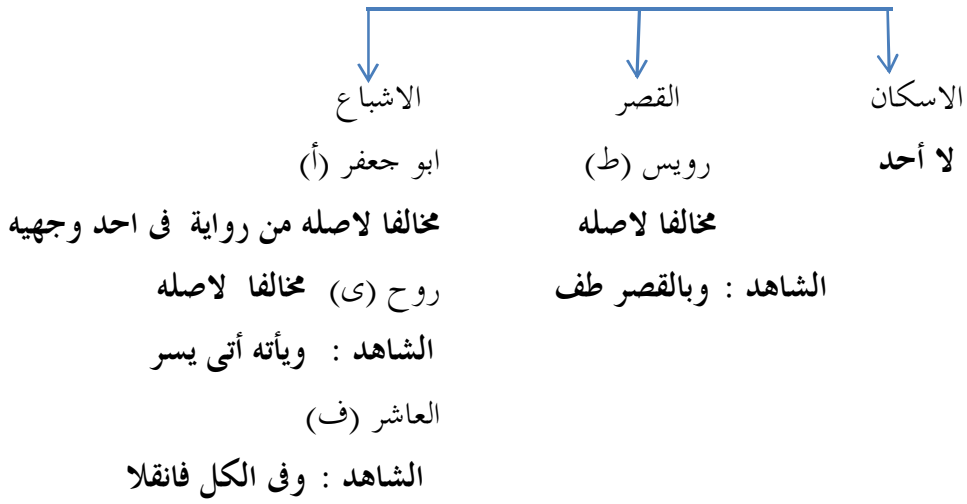 الاسكان القصر الاشباع
لا أحد رويس (ط) ابو جعفر (أ)
مخالفا لاصله مخالفا لاصله من رواية فى احد وجهيه
الشاهد : وبالقصر طف روح (ى) مخالفا لاصله
الشاهد : ويأته أتى يسر
العاشر (ف)
الشاهد : وفى الكل فانقلا